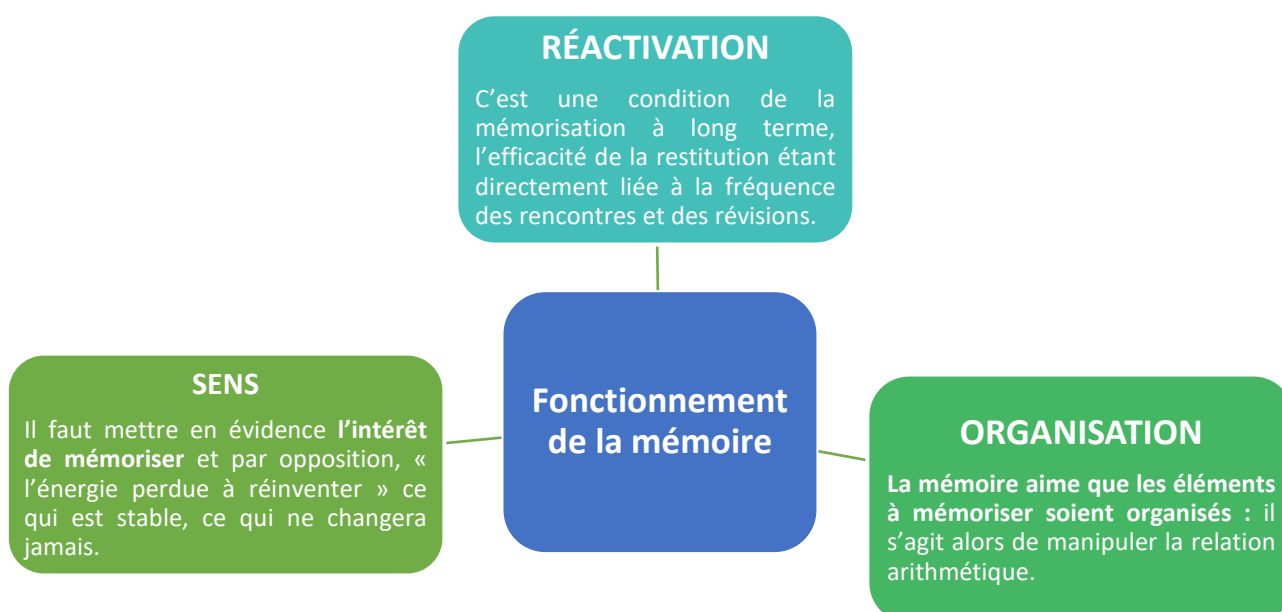 RÉACTIVATION
C’est une condition de la
mémorisation à long terme,
l’efficacité de la restitution étant
directement liée à la fréquence
des rencontres et des révisions.
SENS
Il faut mettre en évidence l’intérêt
de mémoriser et par opposition, «
l’énergie perdue à réinventer » ce
qui est stable, ce qui ne changera
jamais.
Fonctionnement
de la mémoire
ORGANISATION
La mémoire aime que les éléments
à mémoriser soient organisés : il
s’agit alors de manipuler la relation
arithmétique.